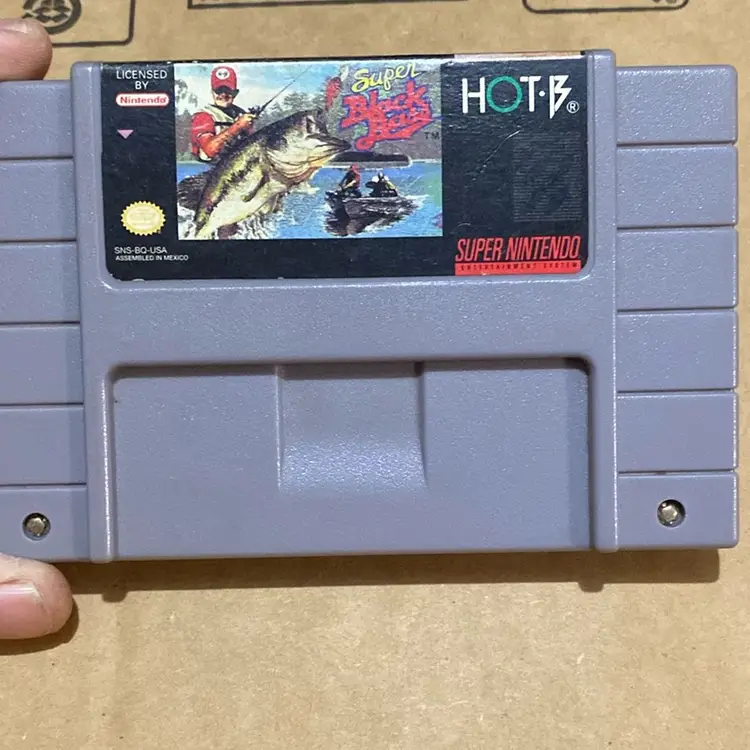 LICENSED
BY
Nintendo
Super
Black
Bass
TM
HOT·B®
SNS-BQ-USA
ASSEMBLED IN MEXICO
SUPER NINTENDO
ENTERTAINMENT SYSTEM